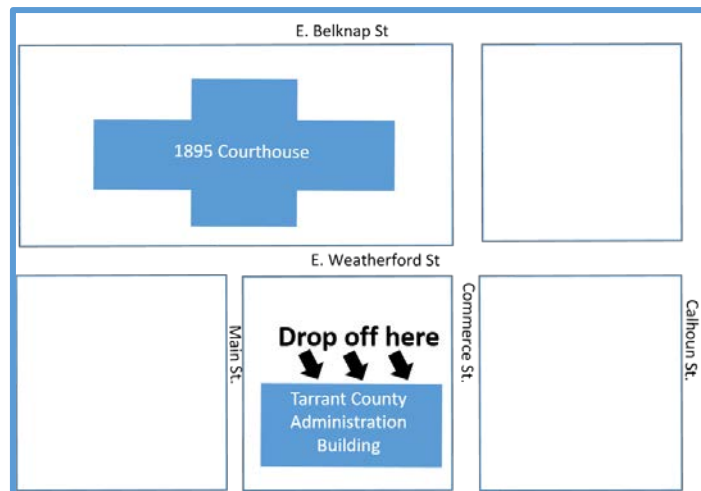 E. Belknap St
1895 Courthouse
E. Weatherford St
Main St.
Drop off here
Commerce St.
Calhoun St.
Tarrant County
Administration
Building